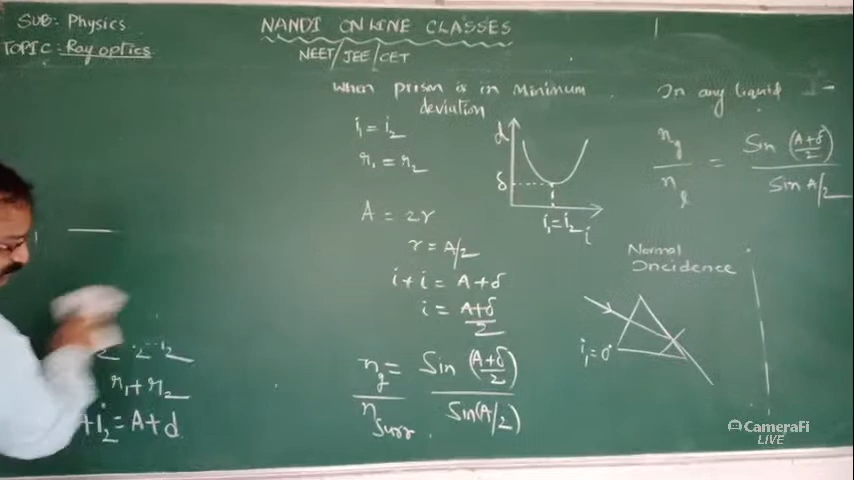 SUB:- Physics
TOPIC:- Ray optics
NANDI ONLINE CLASSES
NEET/JEE/CET
1
When prism is in Minimum
deviation
i₁ = i₂
r₁ = r₂
A = 2r
r = A/2
i + i = A + δ
i = (A+δ)/2
n_g/n_surr = Sin((A+δ)/2)/Sin(A/2)
d
δ
i₁ = i₂
i
In any liquid
n_g/n_l = Sin((A+δ)/2)/Sin A/2
Normal
Incidence
i₁ = 0°
r₁ + r₂
+ i₂ = A + d
CameraFi
LIVE